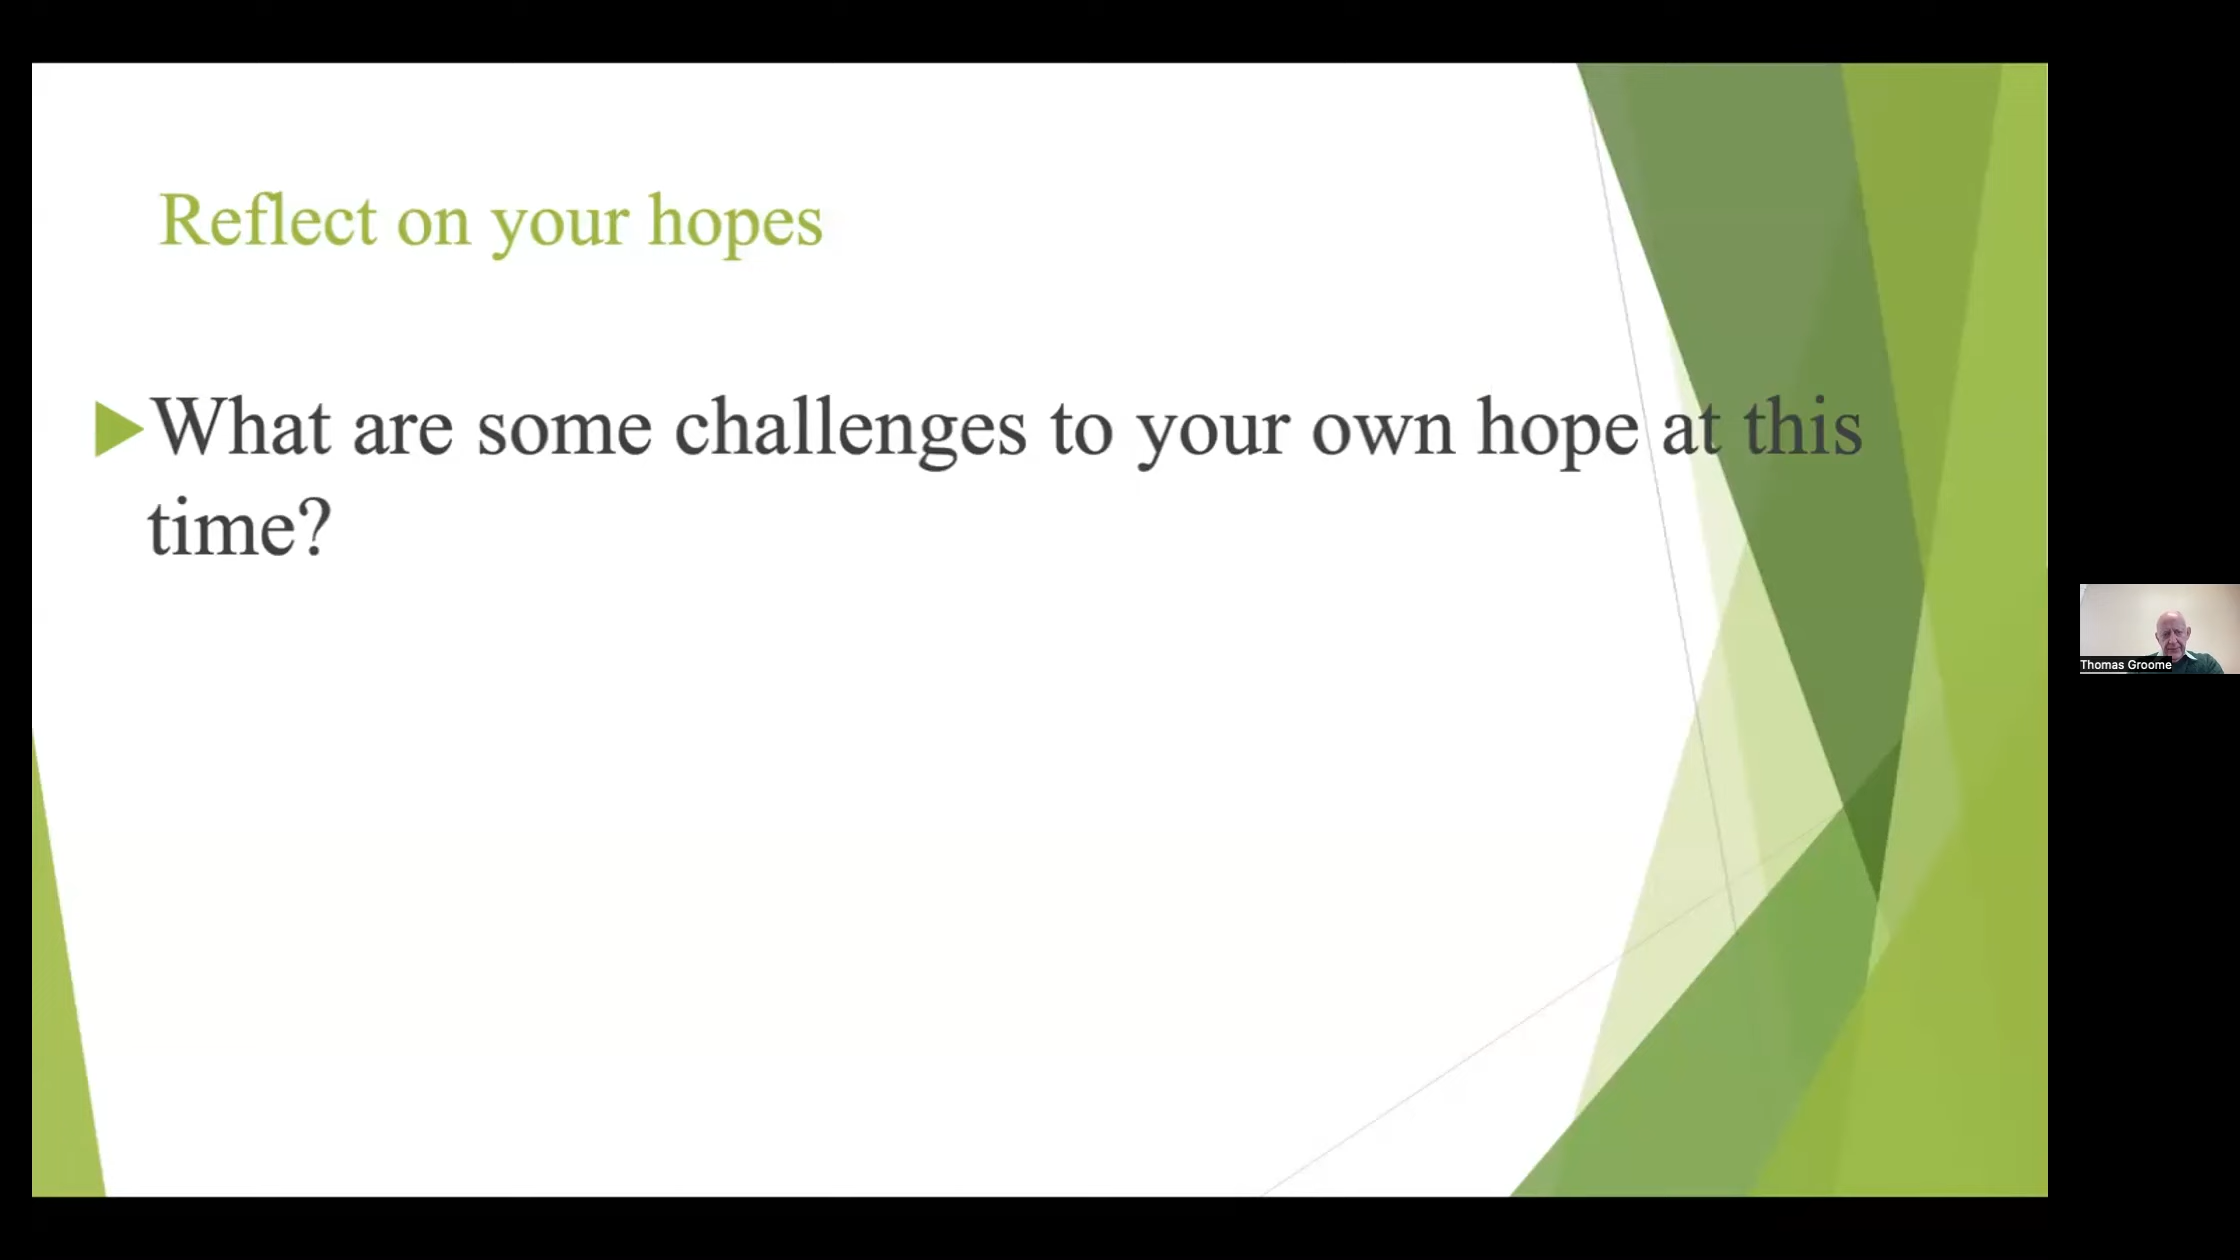 Reflect on your hopes
What are some challenges to your own hope at this
time?
Thomas Groome